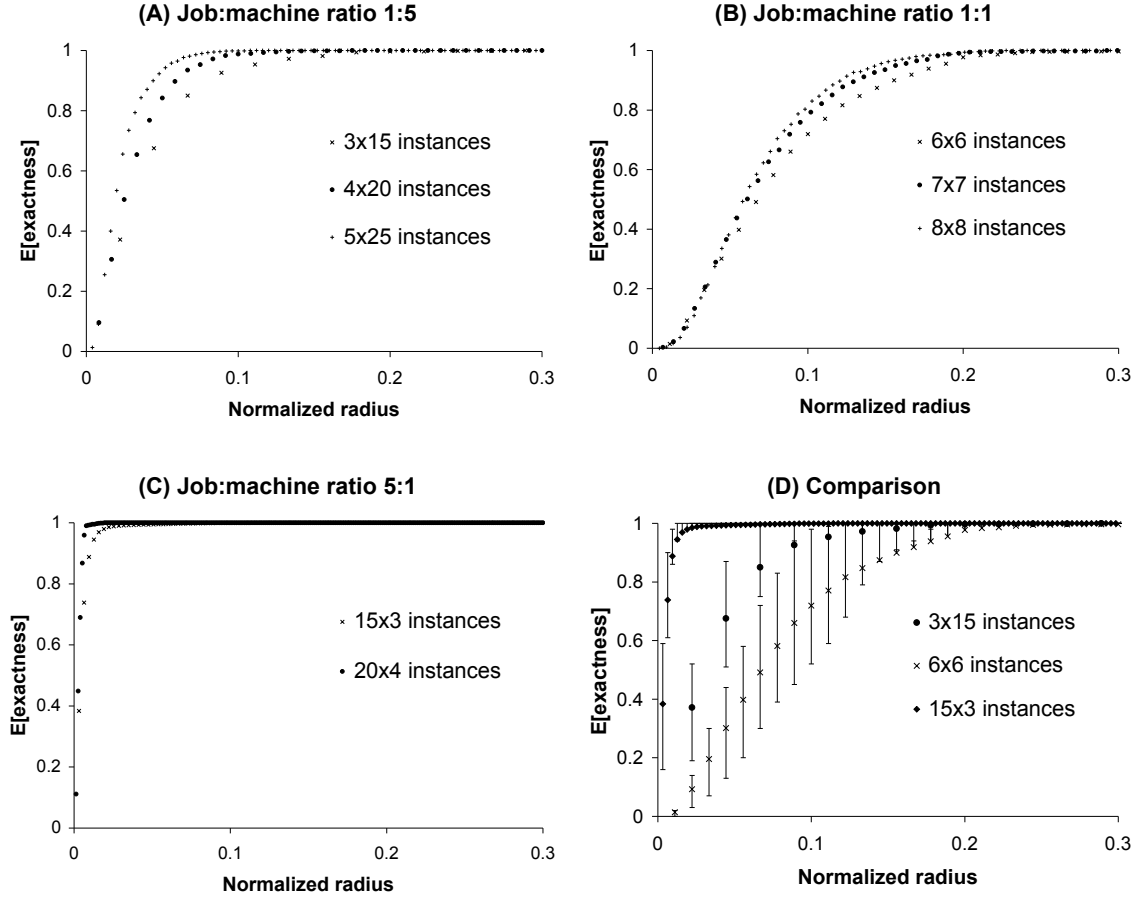 (A) Job:machine ratio 1:5
E[exactness]
1
0.8
0.6
0.4
0.2
0
0
0.1
0.2
0.3
Normalized radius
3x15 instances
4x20 instances
5x25 instances
(B) Job:machine ratio 1:1
E[exactness]
1
0.8
0.6
0.4
0.2
0
0
0.1
0.2
0.3
Normalized radius
6x6 instances
7x7 instances
8x8 instances
(C) Job:machine ratio 5:1
E[exactness]
1
0.8
0.6
0.4
0.2
0
0
0.1
0.2
0.3
Normalized radius
15x3 instances
20x4 instances
(D) Comparison
E[exactness]
1
0.8
0.6
0.4
0.2
0
0
0.1
0.2
0.3
Normalized radius
3x15 instances
6x6 instances
15x3 instances